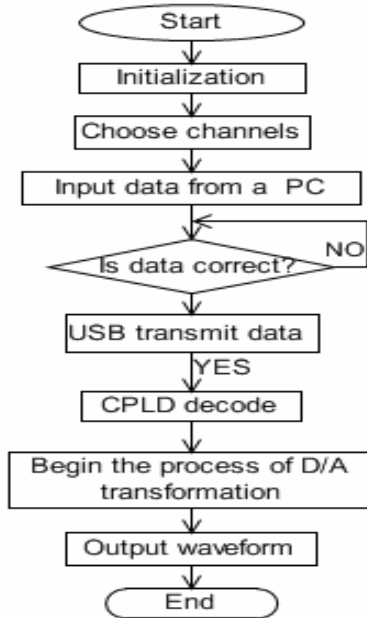 Start
Initialization
Choose channels
Input data from a PC
NO
Is data correct?
USB transmit data
YES
CPLD decode
Begin the process of D/A
transformation
Output waveform
End